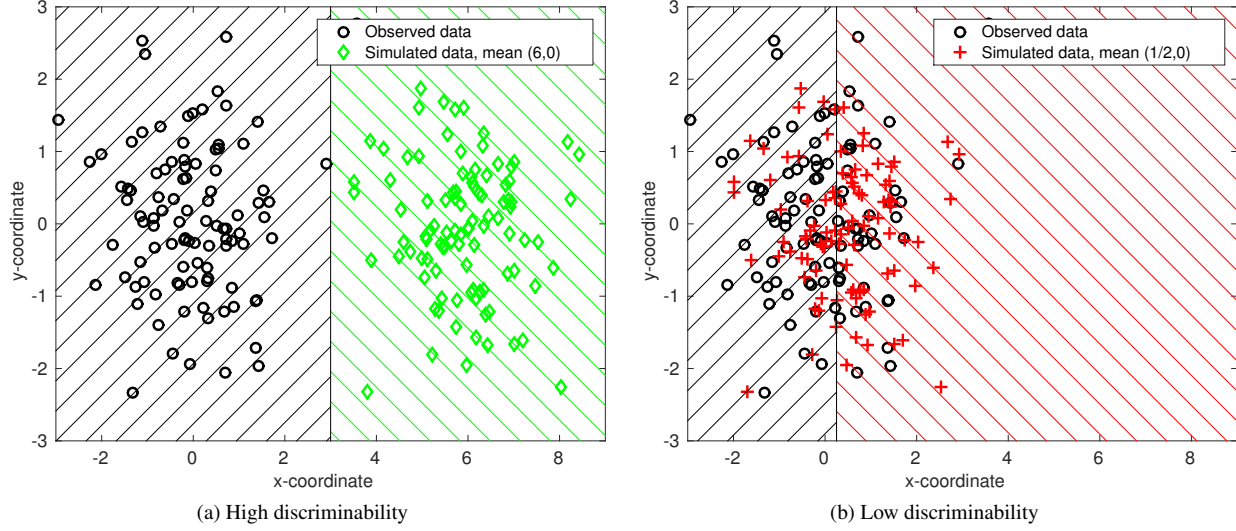 3
2
1
0
-1
-2
-3
-2
0
2
4
6
8
x-coordinate
y-coordinate
Observed data
Simulated data, mean (6,0)
(a) High discriminability
3
2
1
0
-1
-2
-3
-2
0
2
4
6
8
x-coordinate
y-coordinate
Observed data
Simulated data, mean (1/2,0)
(b) Low discriminability